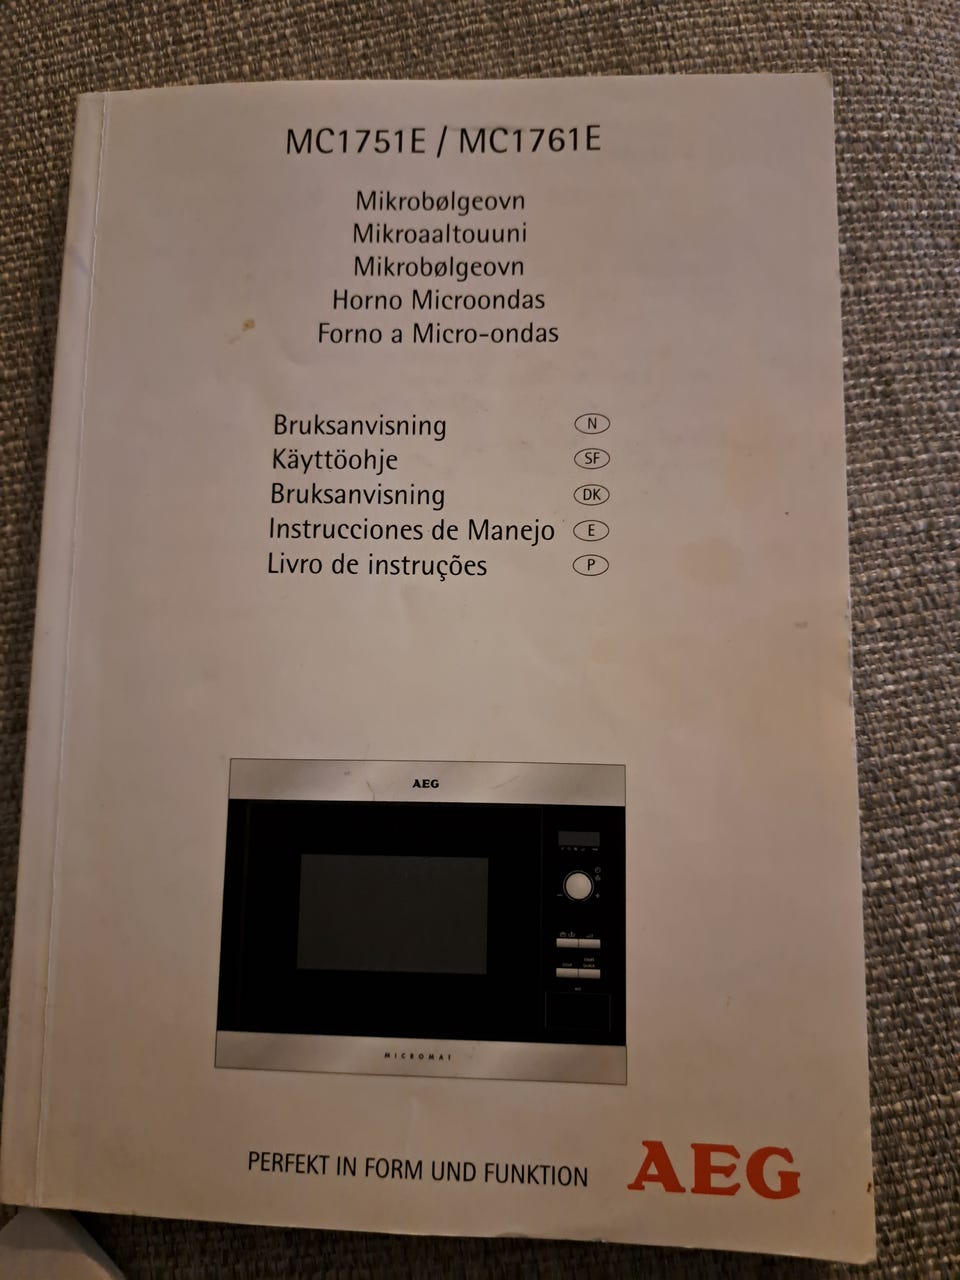 MC1751E / MC1761E
Mikrobølgeovn
Mikroaaltouuni
Mikrobølgeovn
Horno Microondas
Forno a Micro-ondas
Bruksanvisning N
Käyttöohje SF
Bruksanvisning DK
Instrucciones de Manejo E
Livro de instruções P
AEG
MICROMAT
PERFEKT IN FORM UND FUNKTION AEG